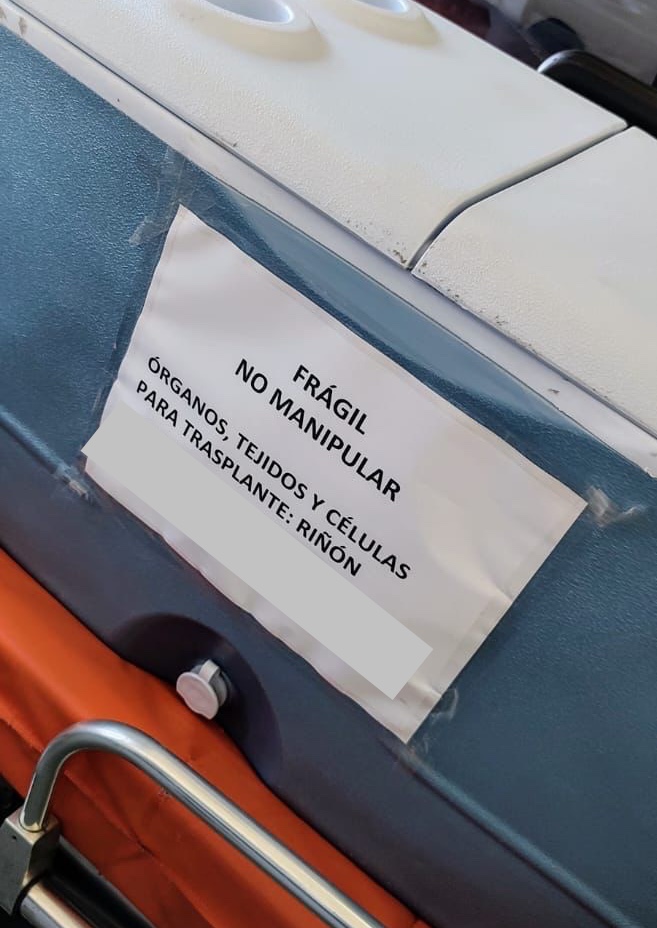 FRÁGIL
NO MANIPULAR
ÓRGANOS, TEJIDOS Y CÉLULAS
PARA TRASPLANTE: RIÑÓN